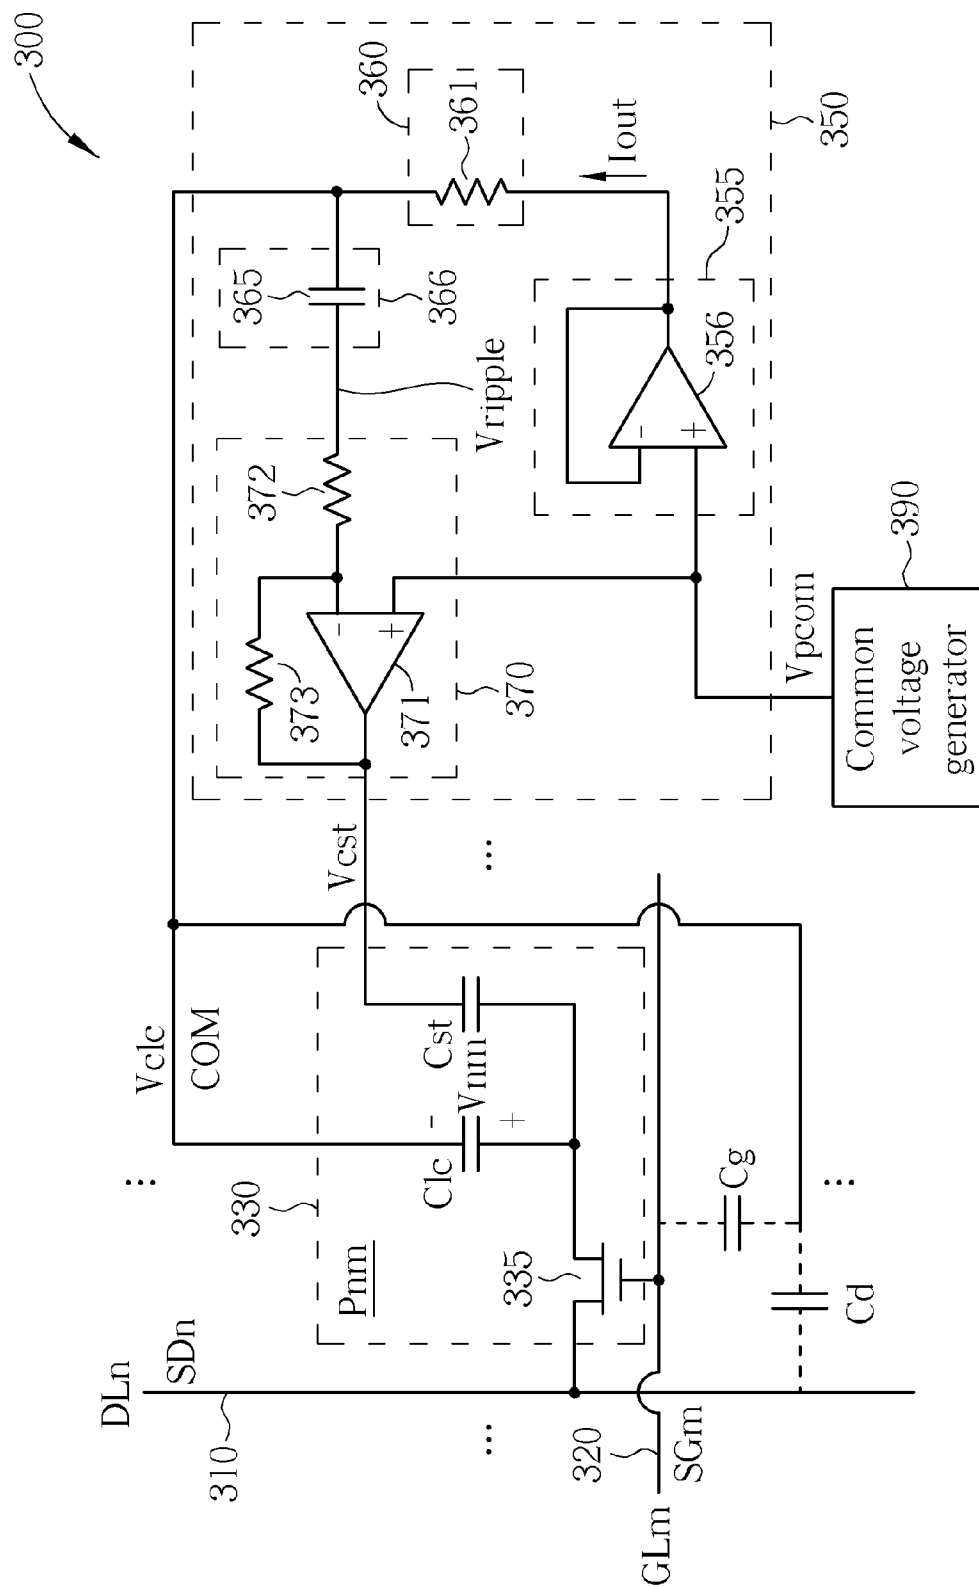 300
DLn
SDn
310
Vclc
COM
330
Pnm
335
Clc
-
+
Vnm
Cst
Vcst
...
...
...
...
320
GLm
SGm
Cg
Cd
350
360
361
365
366
Iout
Vripple
370
371
-
+
372
373
355
356
-
+
Vpcom
390
Common
voltage
generator